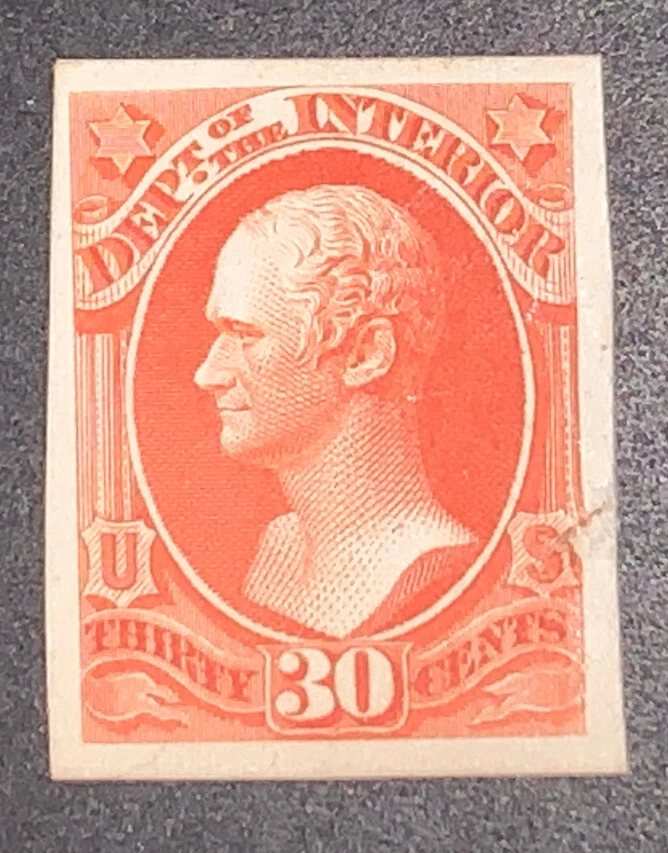 DEPT. OF THE INTERIOR
U S
THIRTY 30 CENTS